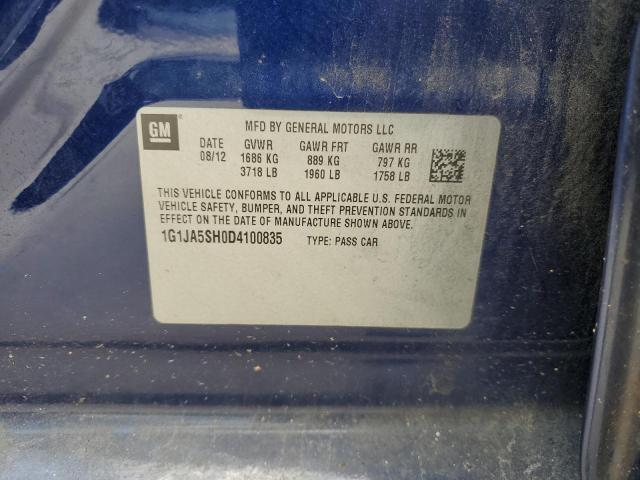 GM
MFD BY GENERAL MOTORS LLC
DATE GVWR GAWR FRT GAWR RR
08/12 1686 KG 889 KG 797 KG
3718 LB 1960 LB 1758 LB
THIS VEHICLE CONFORMS TO ALL APPLICABLE U.S. FEDERAL MOTOR
VEHICLE SAFETY, BUMPER, AND THEFT PREVENTION STANDARDS IN
EFFECT ON THE DATE OF MANUFACTURE SHOWN ABOVE.
1G1JA5SH0D4100835 TYPE: PASS CAR